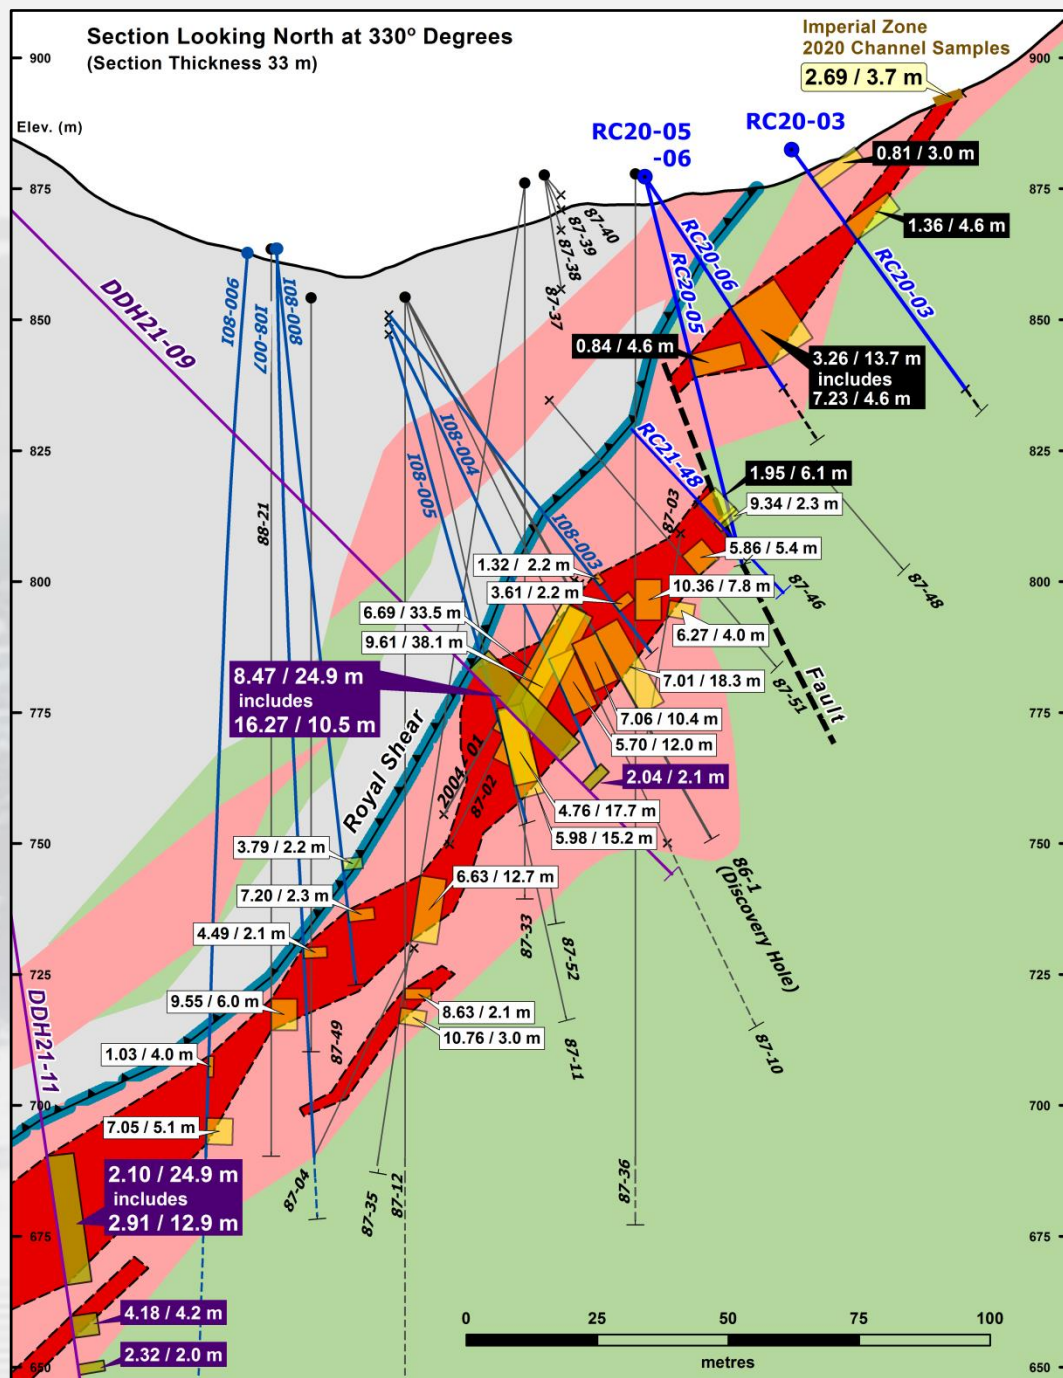 Section Looking North at 330° Degrees
(Section Thickness 33 m)
Imperial Zone
2020 Channel Samples
2.69 / 3.7 m
900
900
Elev. (m)
RC20-05
-06
RC20-03
0.81 / 3.0 m
875
875
1.36 / 4.6 m
87-40
87-39
87-38
87-37
RC20-06
RC20-05
RC20-03
I08-006
I08-007
I08-008
DDH21-09
850
850
0.84 / 4.6 m
3.26 / 13.7 m
includes
7.23 / 4.6 m
825
825
I08-004
I08-005
RC21-48
88-21
87-03
1.95 / 6.1 m
9.34 / 2.3 m
I08-003
5.86 / 5.4 m
800
800
1.32 / 2.2 m
3.61 / 2.2 m
10.36 / 7.8 m
87-46
87-48
6.69 / 33.5 m
9.61 / 38.1 m
6.27 / 4.0 m
8.47 / 24.9 m
includes
16.27 / 10.5 m
7.01 / 18.3 m
87-51
Fault
775
775
7.06 / 10.4 m
5.70 / 12.0 m
Royal Shear
2004 - 01
87-02
2.04 / 2.1 m
4.76 / 17.7 m
5.98 / 15.2 m
750
750
3.79 / 2.2 m
6.63 / 12.7 m
86-1
(Discovery Hole)
7.20 / 2.3 m
4.49 / 2.1 m
87-33
87-52
725
725
DDH21-11
9.55 / 6.0 m
8.63 / 2.1 m
10.76 / 3.0 m
87-49
87-11
87-10
1.03 / 4.0 m
700
700
7.05 / 5.1 m
2.10 / 24.9 m
includes
2.91 / 12.9 m
87-04
87-35
87-12
87-36
675
675
4.18 / 4.2 m
2.32 / 2.0 m
650
650
0 25 50 75 100
metres